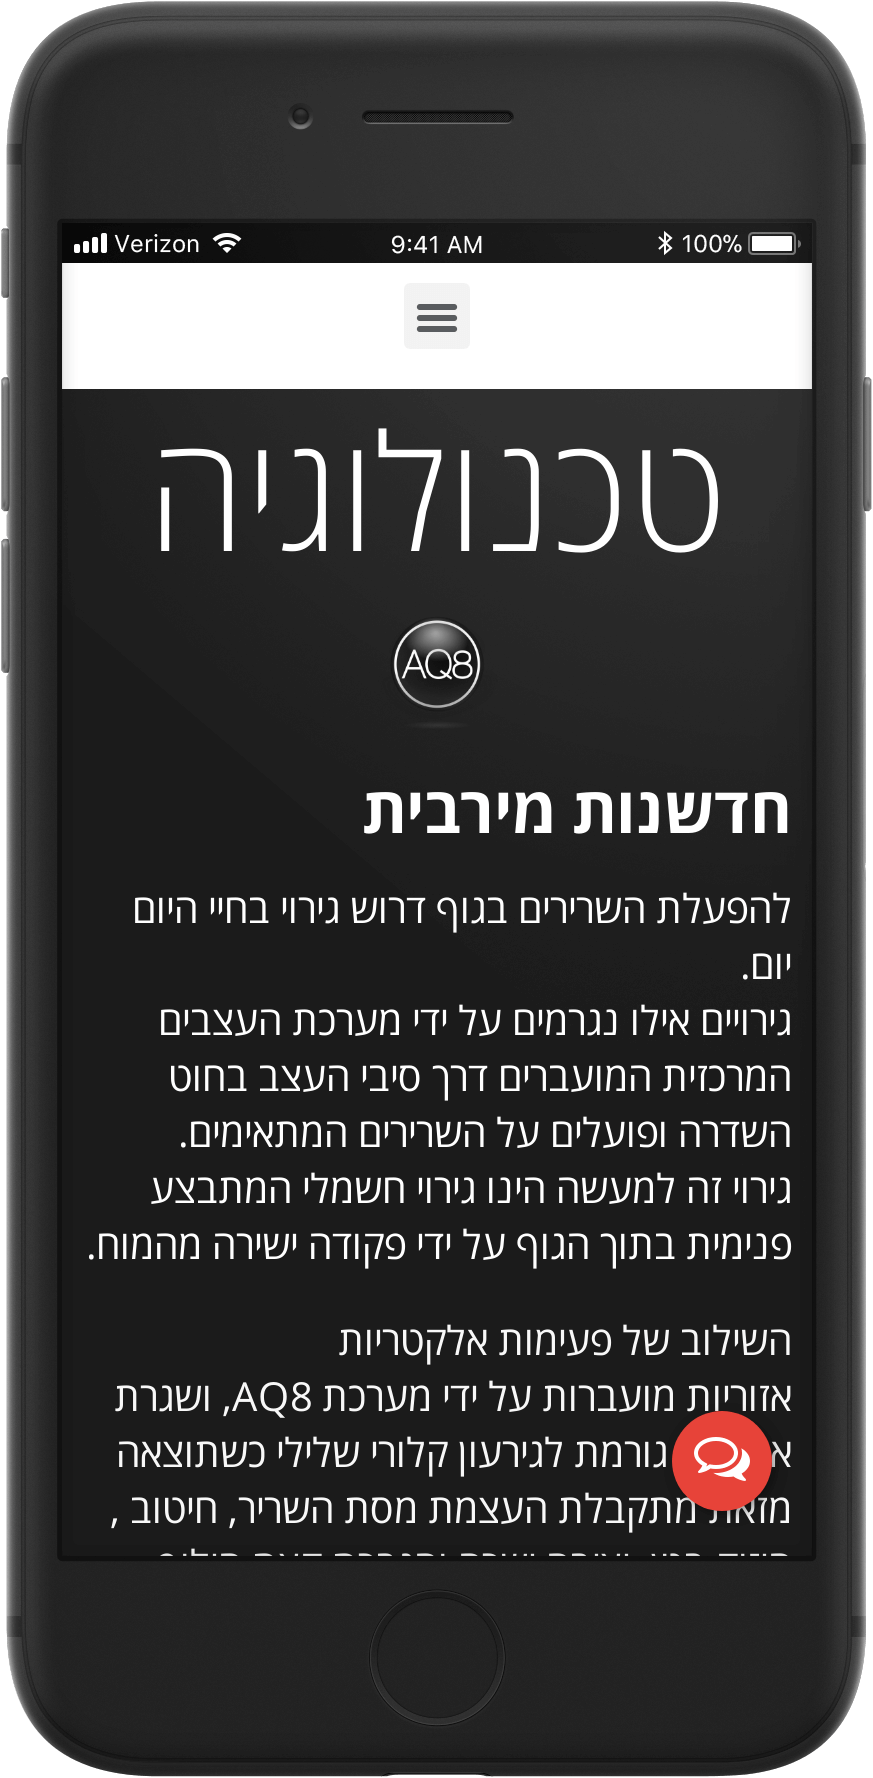 Verizon 9:41 AM 100%
טכנולוגיה
AQ8
חדשנות מירבית
להפעלת השרירים בגוף דרוש גירוי בחיי היום
יום.
גירויים אילו נגרמים על ידי מערכת העצבים
המרכזית המועברים דרך סיבי העצב בחוט
השדרה ופועלים על השרירים המתאימים.
גירוי זה למעשה הינו גירוי חשמלי המתבצע
פנימית בתוך הגוף על ידי פקודה ישירה מהמוח.
השילוב של פעימות אלקטריות
אזוריות מועברות על ידי מערכת AQ8, ושגרת
גורמת לגירעון קלורי שלילי כשתוצאה
מזאת מתקבלת העצמת מסת השריר, חיטוב ,